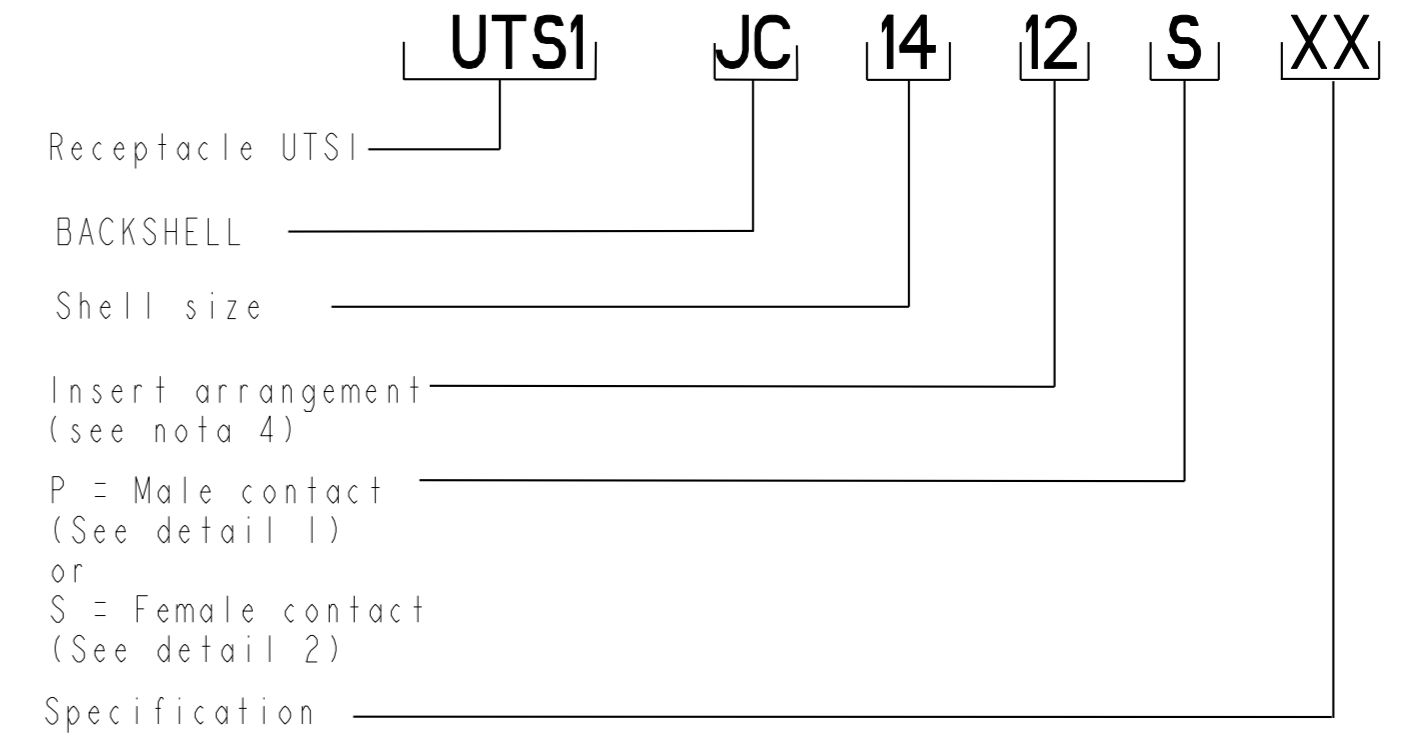 UTS1 JC 14 12 S XX
Receptacle UTS1
BACKSHELL
Shell size
Insert arrangement
(see nota 4)
P = Male contact
(See detail 1)
or
S = Female contact
(See detail 2)
Specification